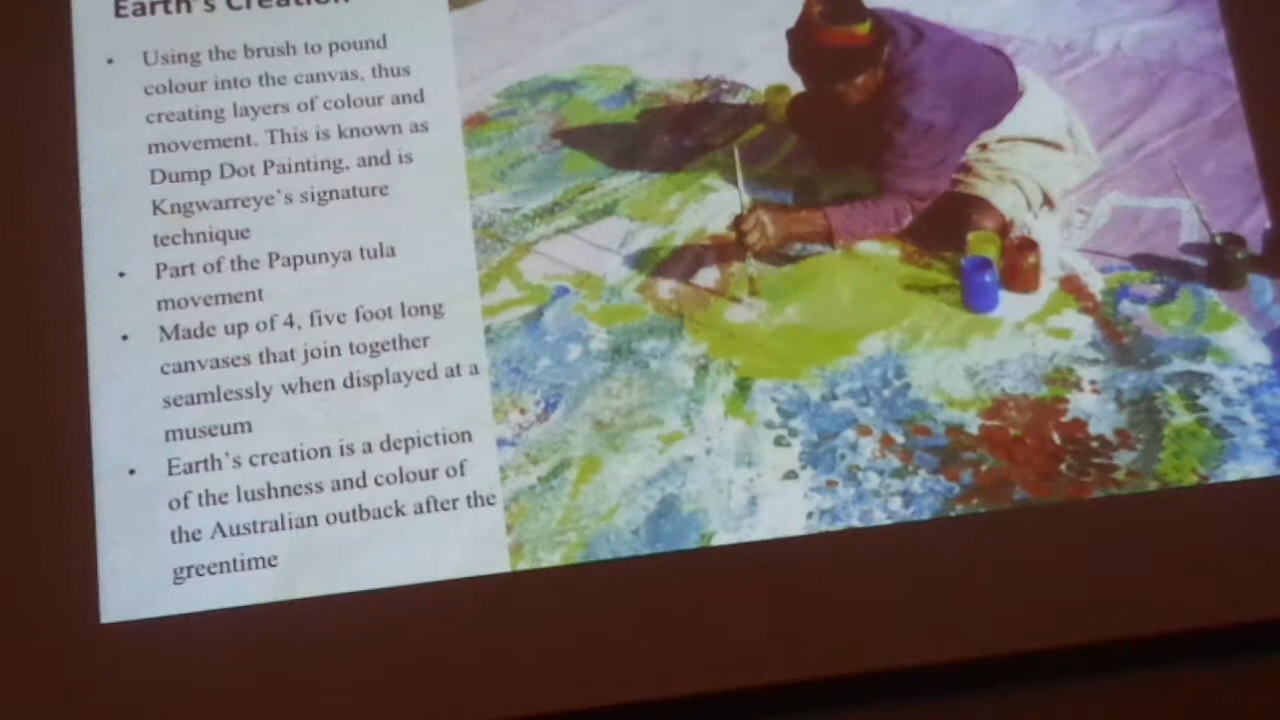 Earth's Creation
• Using the brush to pound
colour into the canvas, thus
creating layers of colour and
movement. This is known as
Dump Dot Painting, and is
Kngwarreye's signature
technique
• Part of the Papunya tula
movement
• Made up of 4, five foot long
canvases that join together
seamlessly when displayed at a
museum
• Earth's creation is a depiction
of the lushness and colour of
the Australian outback after the
greentime